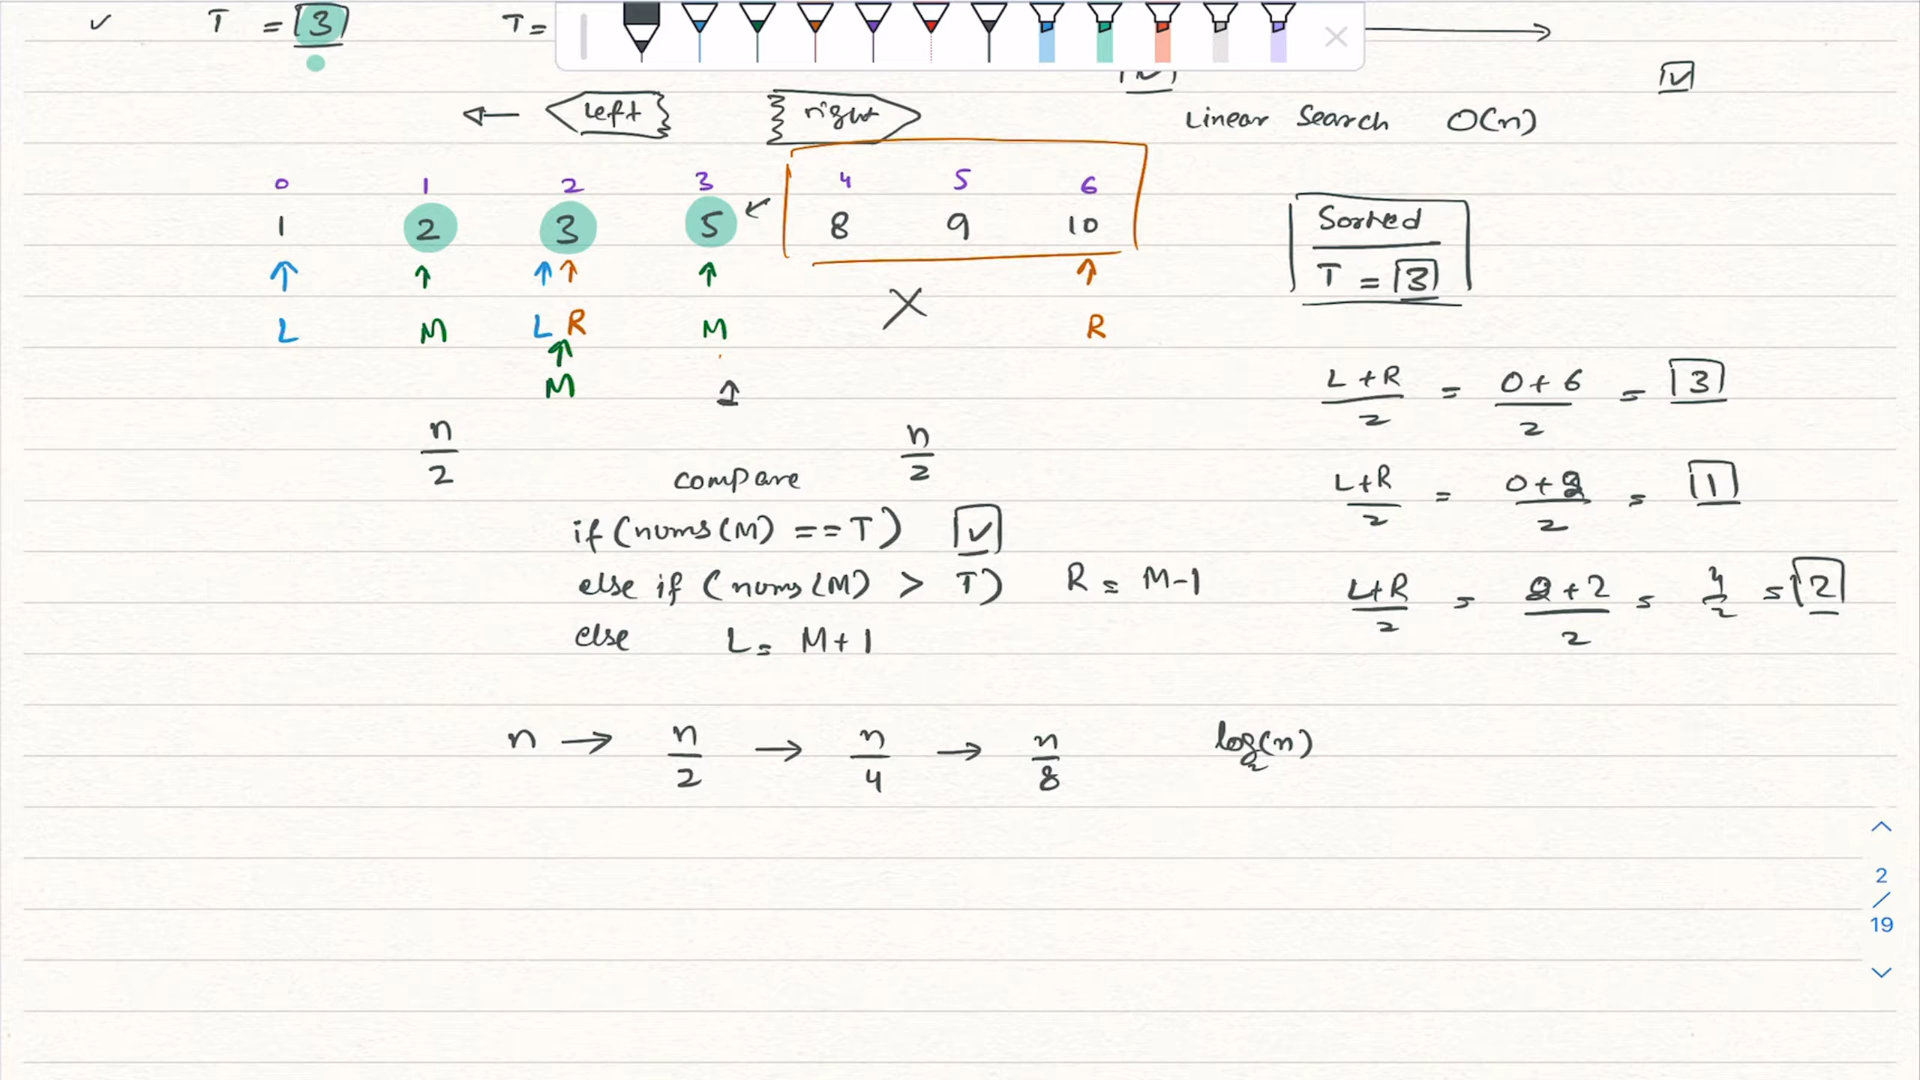 T = 3 T =
left right Linear Search O(n)
0 1 2 3 4 5 6
1 2 3 5 8 9 10
Sorted
T = 3
L M L R M R
M
L+R/2 = 0+6/2 = 3
n/2 n/2
compare
L+R/2 = 0+2/2 = 1
if (nums(M) == T)
else if (nums(M) > T) R = M-1
L+R/2 = 2+2/2 = 4/2 = 2
else L = M+1
n → n/2 → n/4 → n/8 log₂(n)
2
/
19